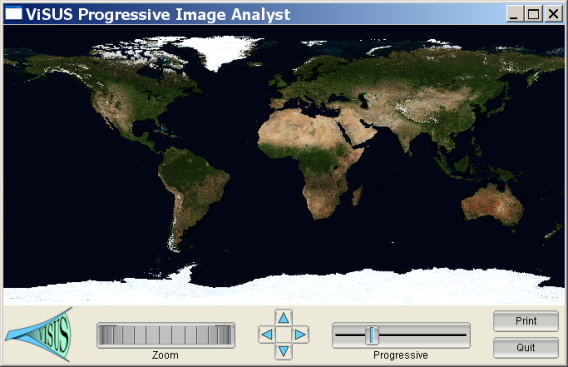 ViSUS Progressive Image Analyst
Print
ViSUS
Zoom
Progressive
Quit